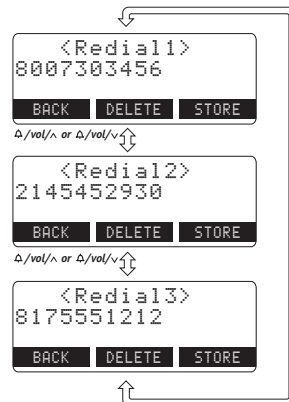 <Redial1>
8007303456
BACK DELETE STORE
/vol/∧ or /vol/∨
<Redial2>
2145452930
BACK DELETE STORE
/vol/∧ or /vol/∨
<Redial3>
8175551212
BACK DELETE STORE